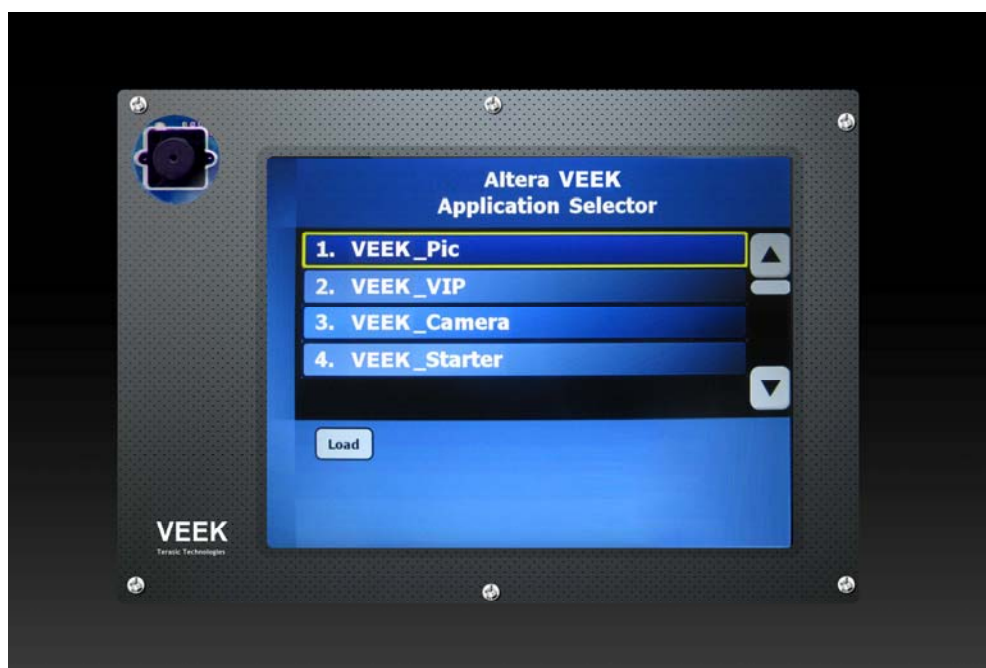 Altera VEEK
Application Selector
1. VEEK_Pic
2. VEEK_VIP
3. VEEK_Camera
4. VEEK_Starter
Load
VEEK
Terasic Technologies